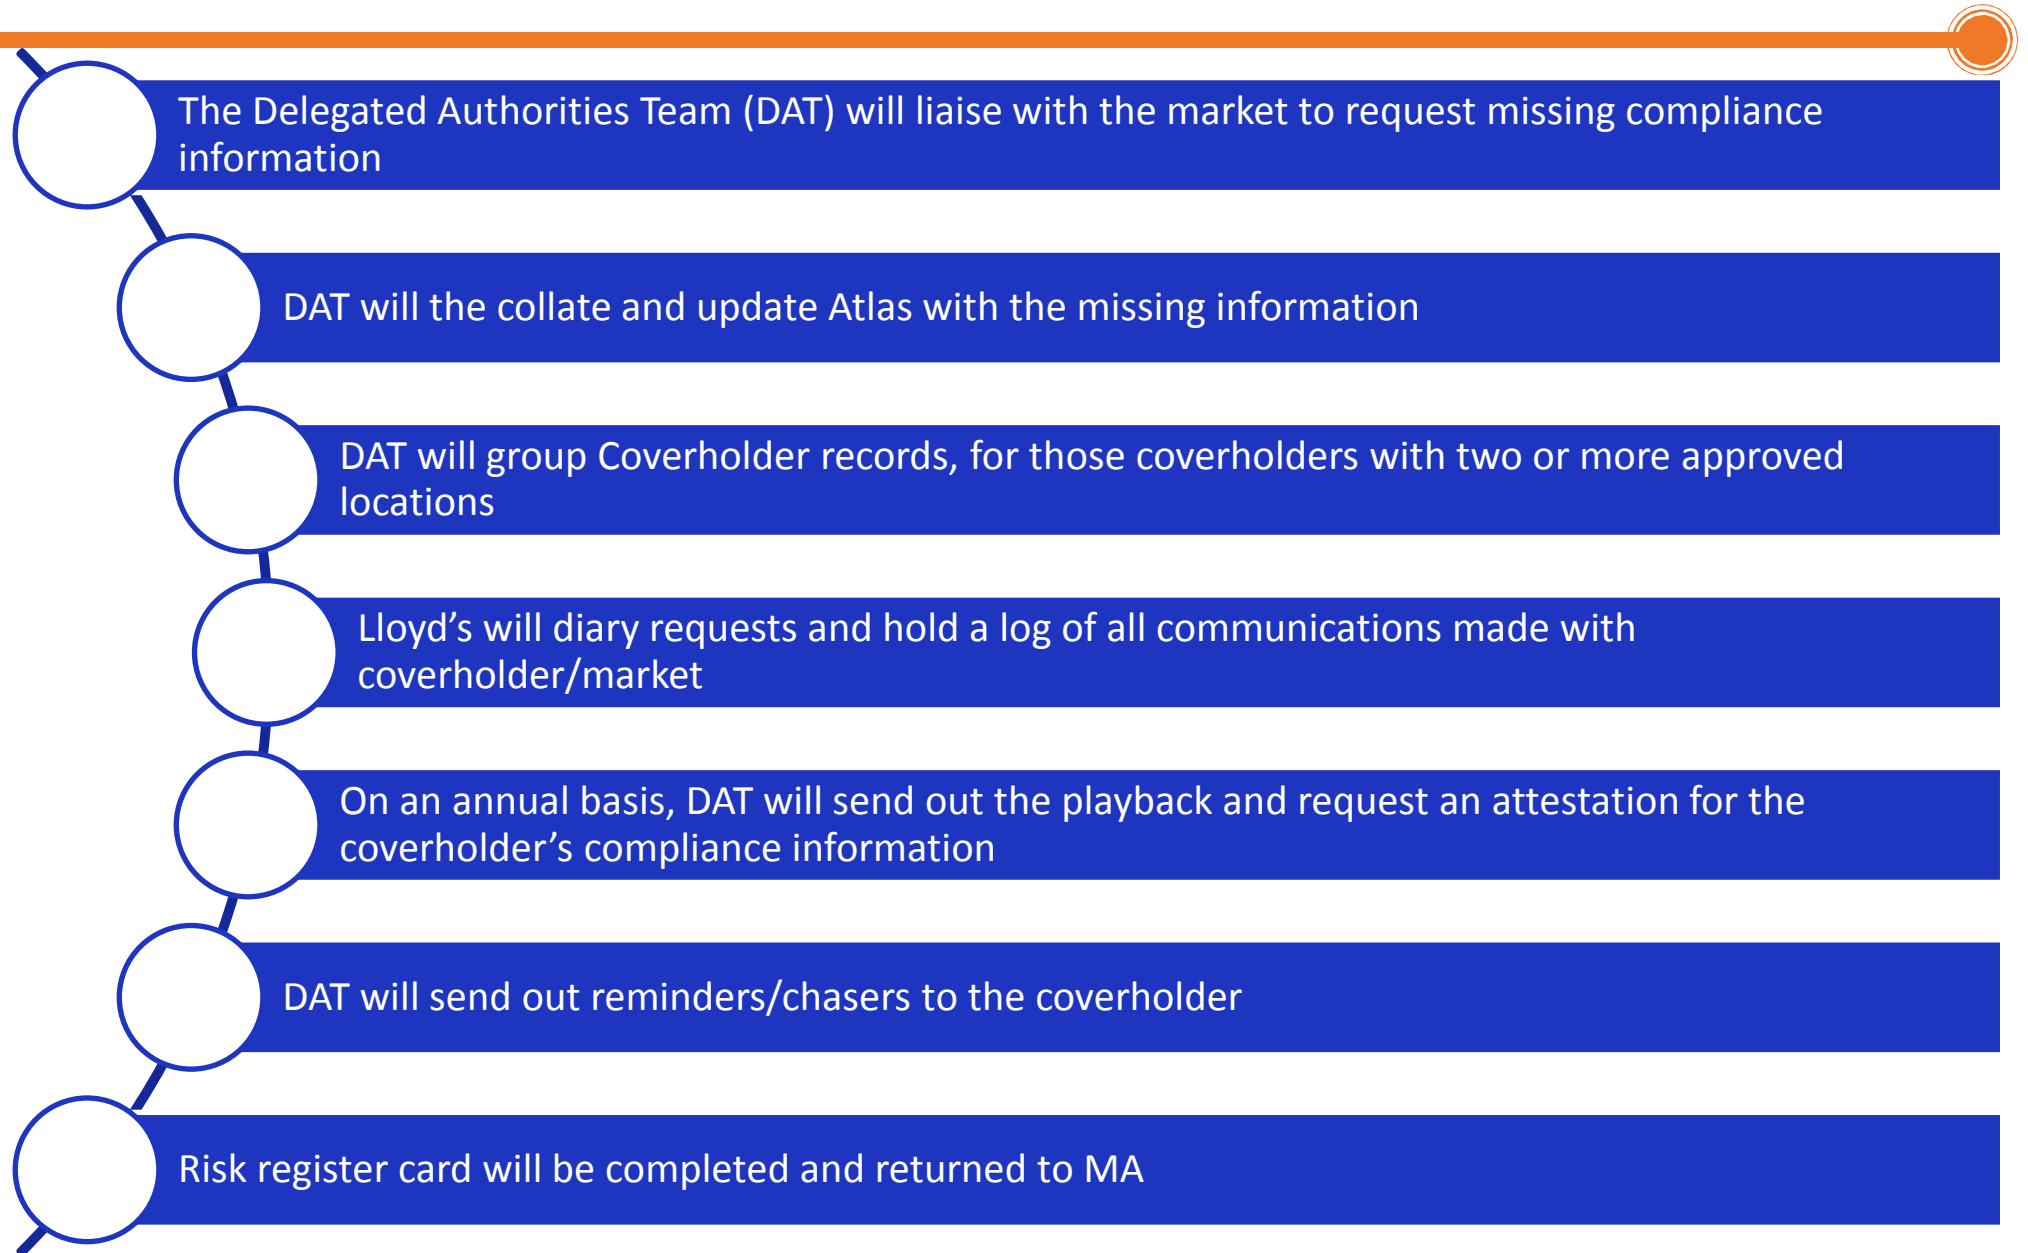 The Delegated Authorities Team (DAT) will liaise with the market to request missing compliance
information
DAT will the collate and update Atlas with the missing information
DAT will group Coverholder records, for those coverholders with two or more approved
locations
Lloyd’s will diary requests and hold a log of all communications made with
coverholder/market
On an annual basis, DAT will send out the playback and request an attestation for the
coverholder’s compliance information
DAT will send out reminders/chasers to the coverholder
Risk register card will be completed and returned to MA